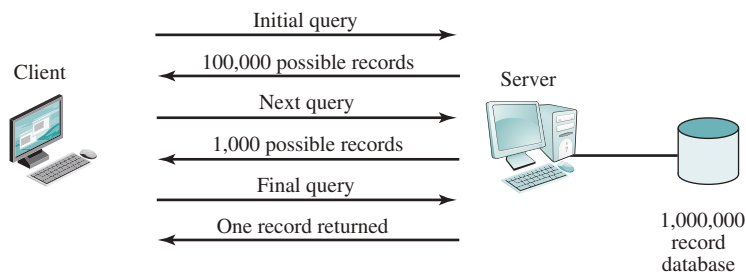 Initial query
100,000 possible records
Client
Server
Next query
1,000 possible records
Final query
One record returned
1,000,000
record
database